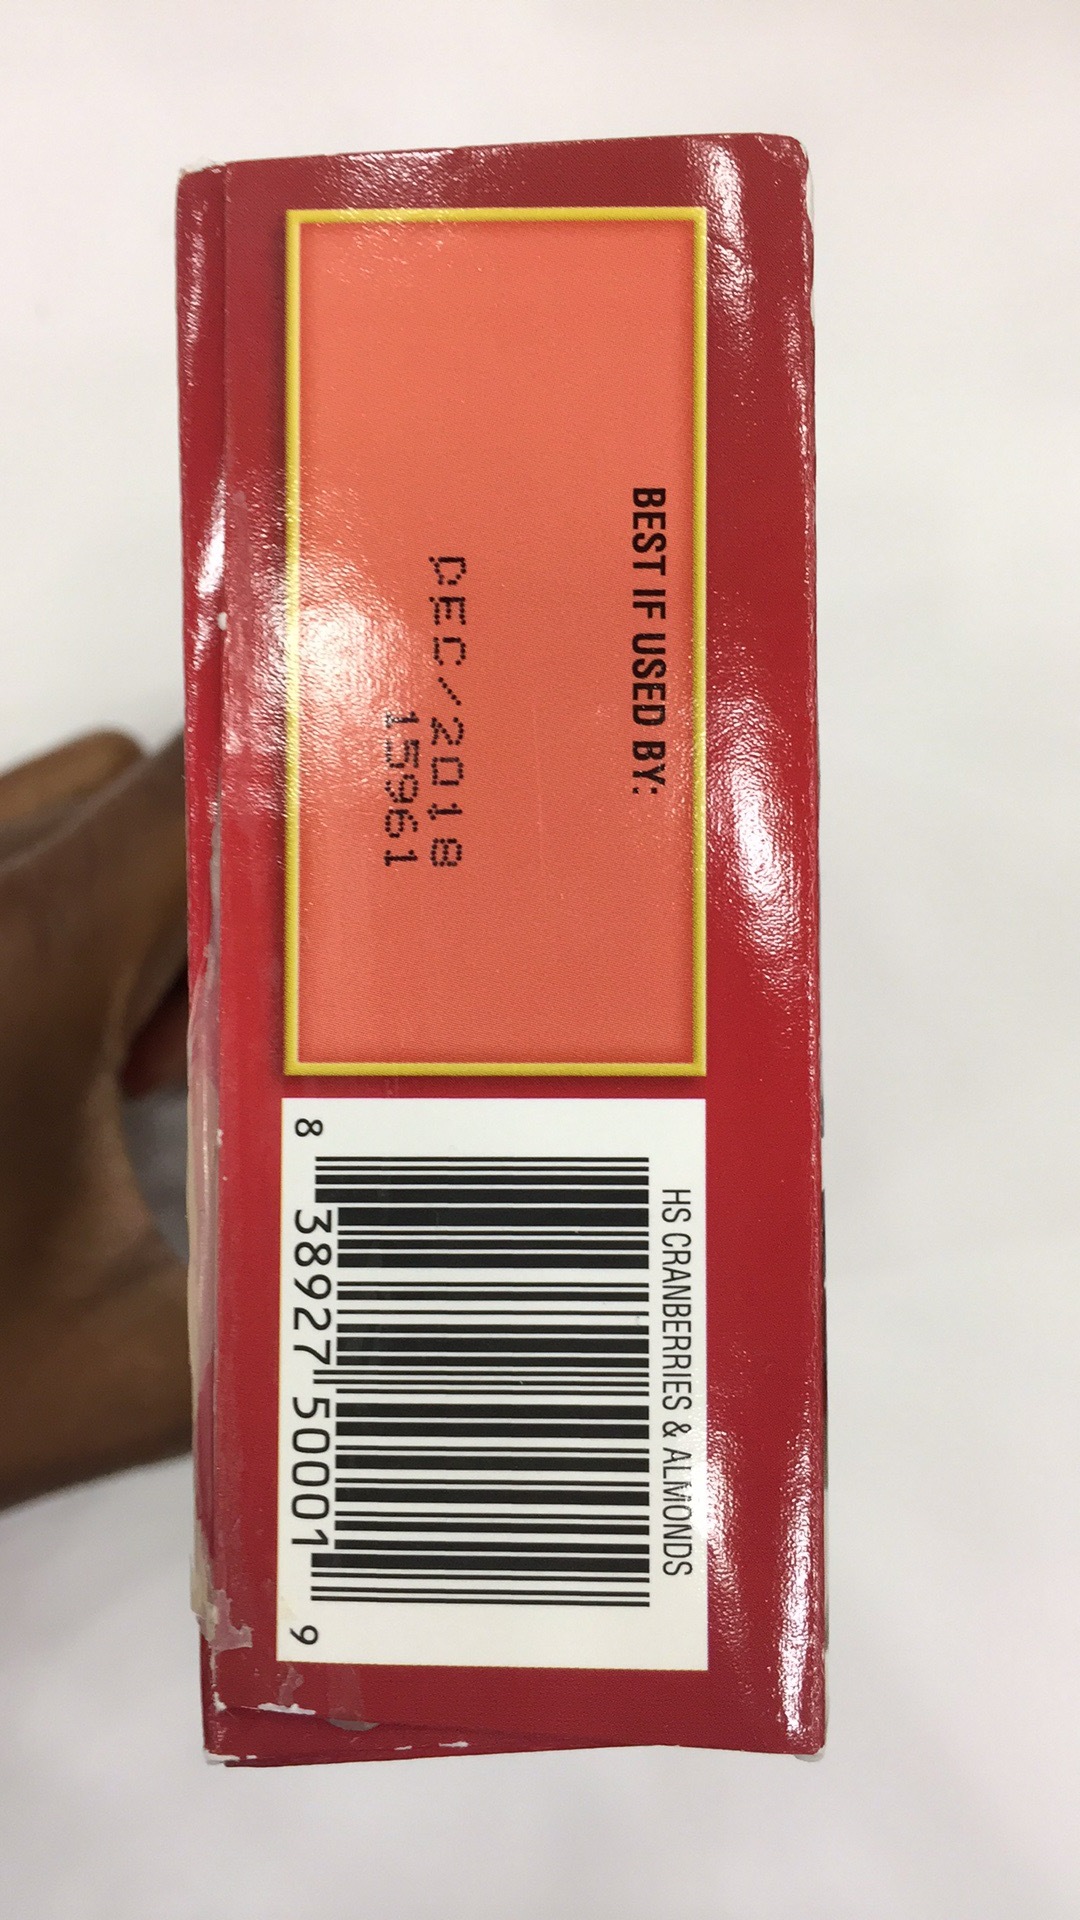 BEST IF USED BY:
DEC/2018
15961
HS CRANBERRIES & ALMONDS
8 38927 50001 9